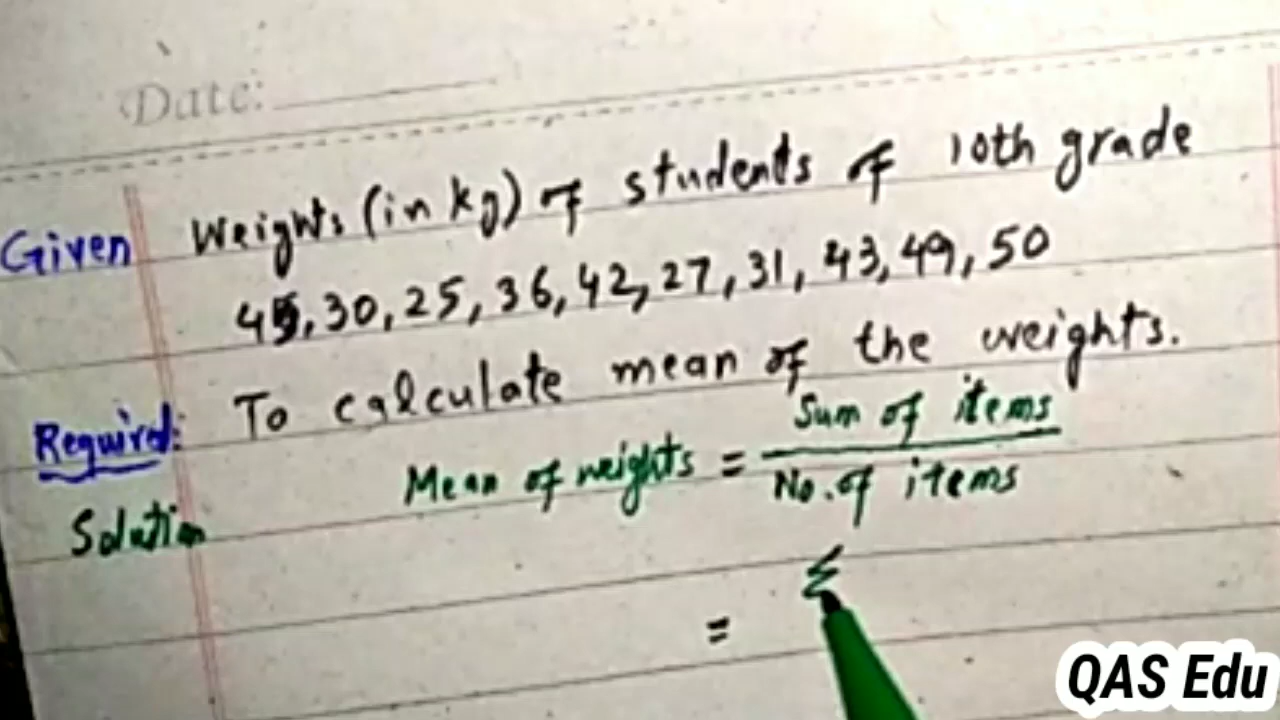 Date:
Given Weights (in kg) of students of 10th grade
45, 30, 25, 36, 42, 27, 31, 43, 49, 50
Required: To calculate mean of the weights.
Solution Mean of weights = Sum of items
No. of items
= Σ
QAS Edu